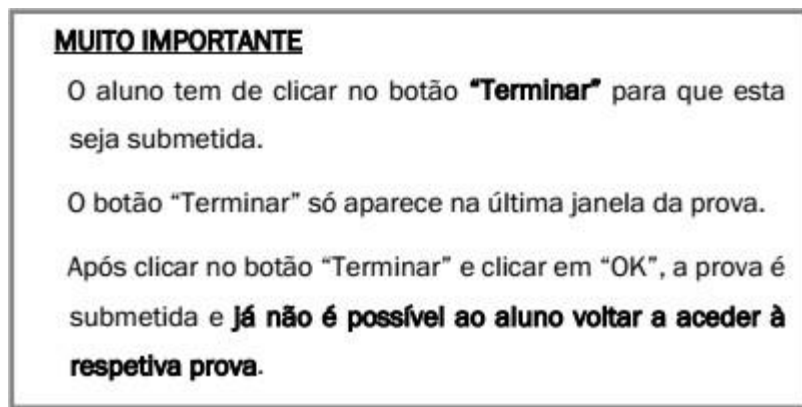 MUITO IMPORTANTE
O aluno tem de clicar no botão “Terminar” para que esta
seja submetida.
O botão “Terminar” só aparece na última janela da prova.
Após clicar no botão “Terminar” e clicar em “OK”, a prova é
submetida e já não é possível ao aluno voltar a aceder à
respetiva prova.